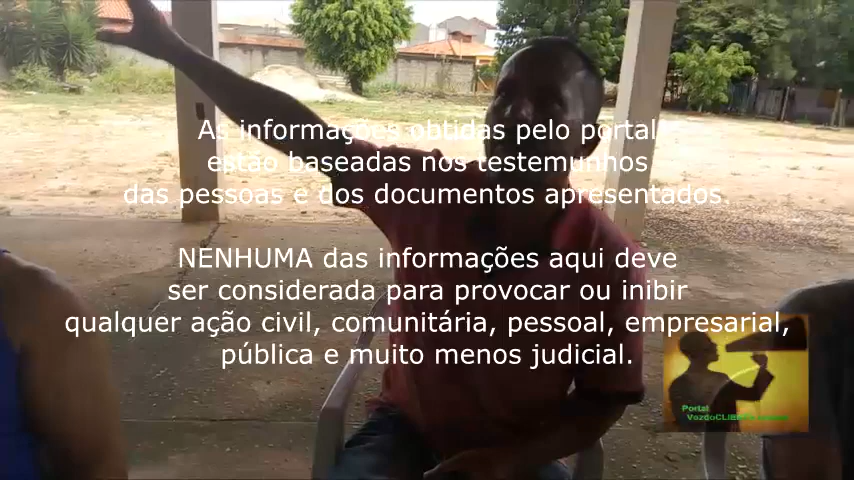 As informações obtidas pelo portal
estão baseadas nos testemunhos
das pessoas e dos documentos apresentados.
NENHUMA das informações aqui deve
ser considerada para provocar ou inibir
qualquer ação civil, comunitária, pessoal, empresarial,
pública e muito menos judicial.
Portal